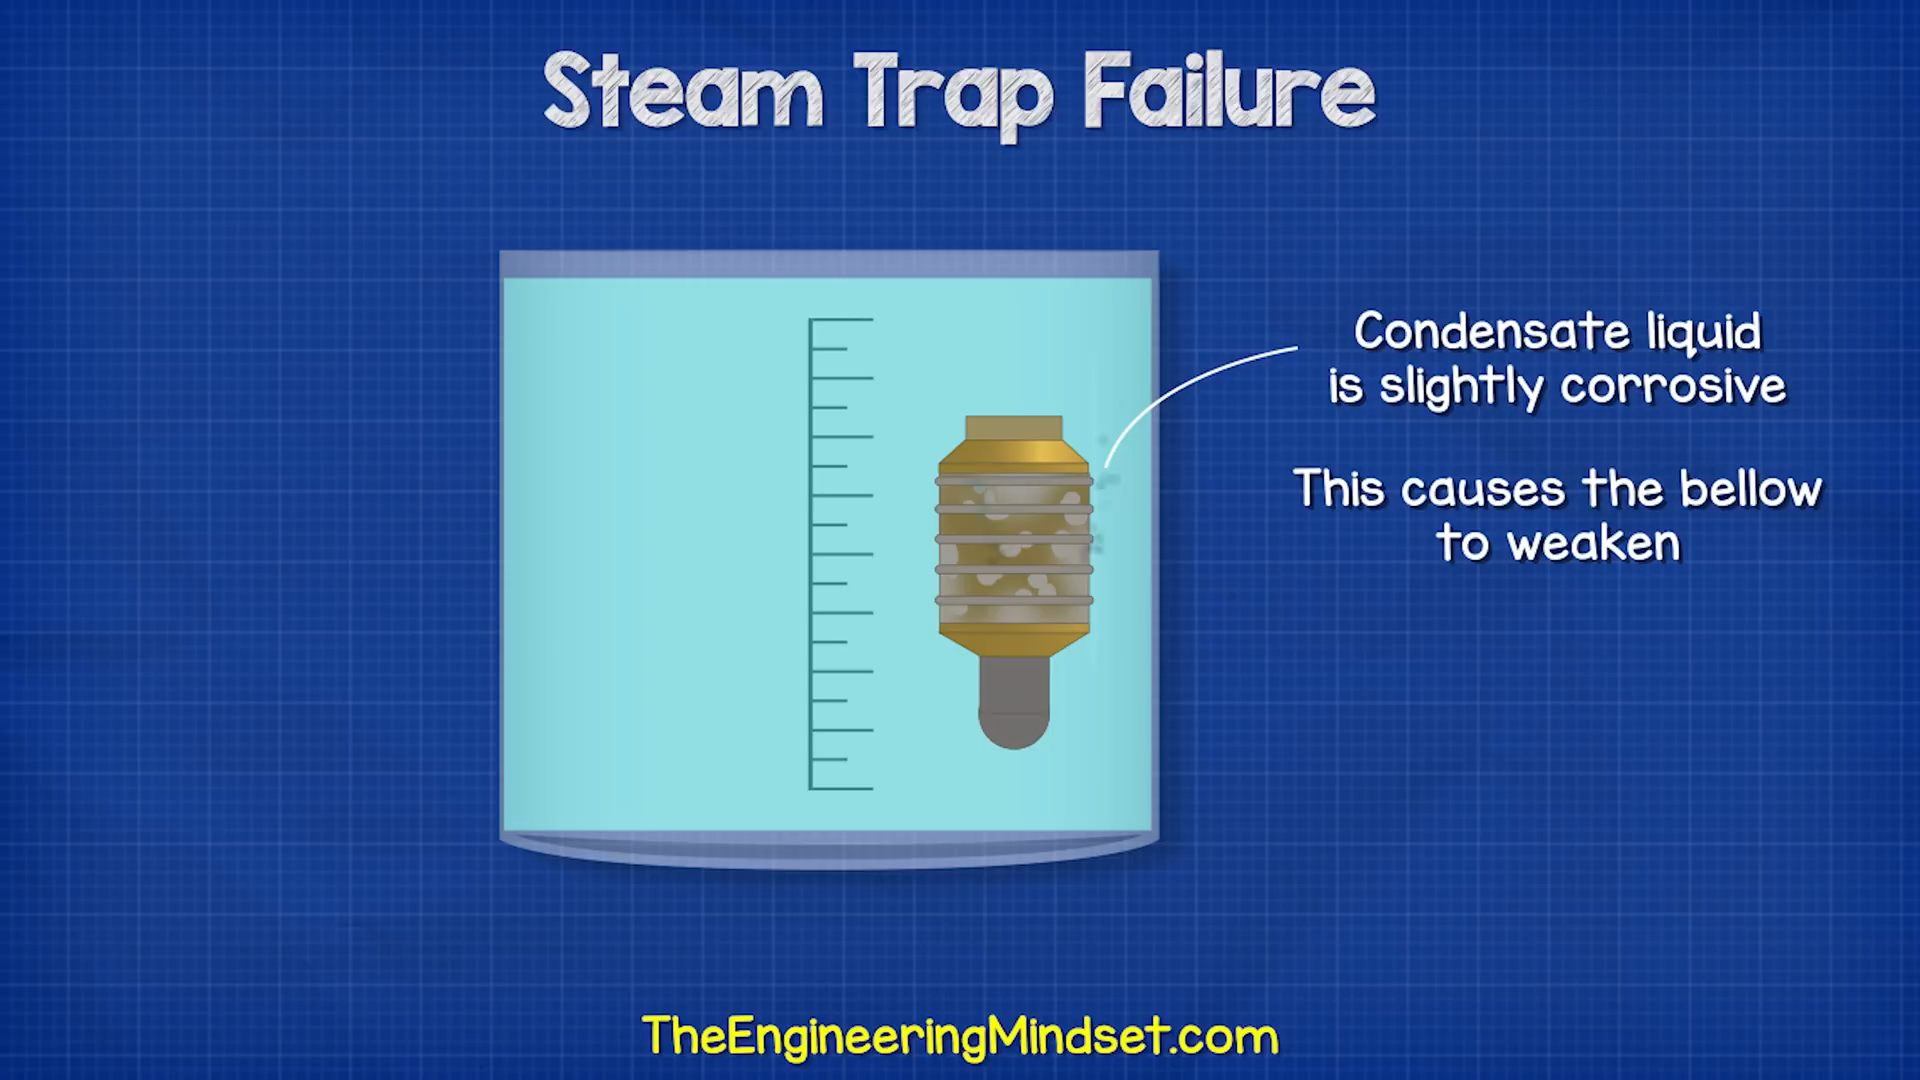 Steam Trap Failure
Condensate liquid
is slightly corrosive
This causes the bellow
to weaken
TheEngineeringMindset.com